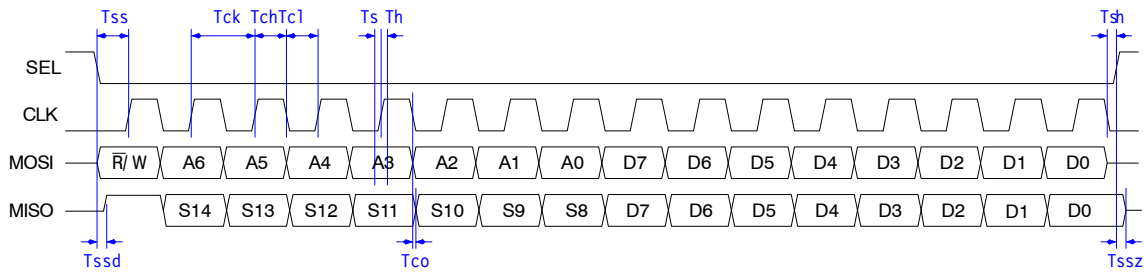 Tss Tck Tch Tcl Ts Th Tsh
SEL
CLK
MOSI R̅/W A6 A5 A4 A3 A2 A1 A0 D7 D6 D5 D4 D3 D2 D1 D0
MISO S14 S13 S12 S11 S10 S9 S8 D7 D6 D5 D4 D3 D2 D1 D0
Tssd Tco Tssz